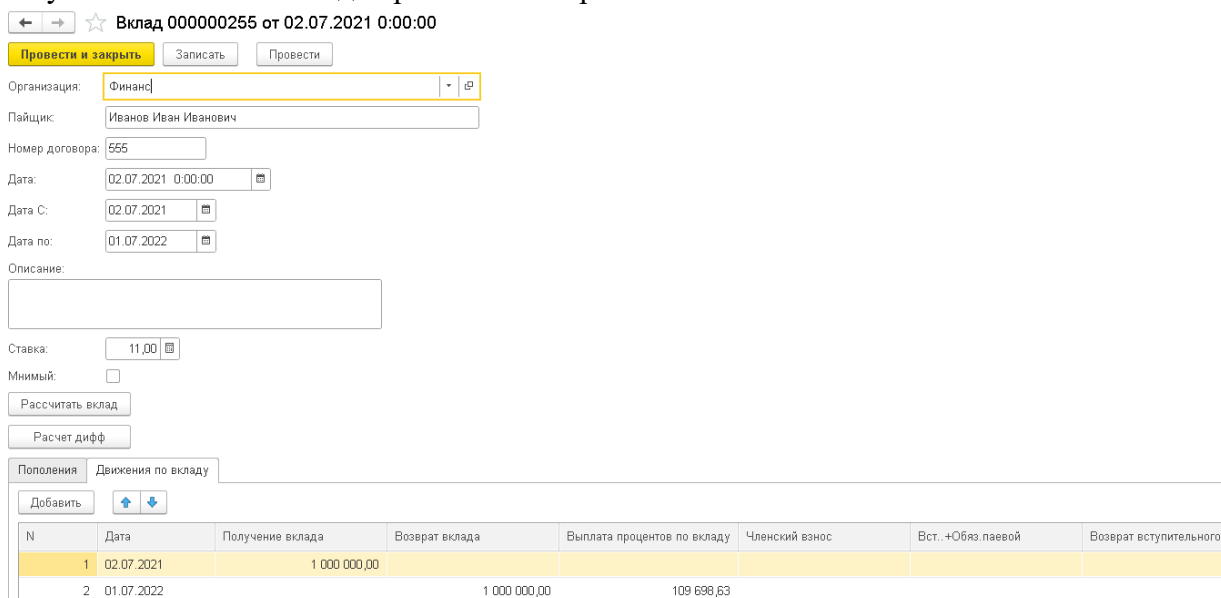 Вклад 000000255 от 02.07.2021 0:00:00
Провести и закрыть Записать Провести
Организация: Финанс
Пайщик: Иванов Иван Иванович
Номер договора: 555
Дата: 02.07.2021 0:00:00
Дата С: 02.07.2021
Дата по: 01.07.2022
Описание:
Ставка: 11,00
Мнимый:
Рассчитать вклад
Расчет дифф
Пополения Движения по вкладу
Добавить
N Дата Получение вклада Возврат вклада Выплата процентов по вкладу Членский взнос Вст..+Обяз.паевой Возврат вступительного
1 02.07.2021 1 000 000,00
2 01.07.2022 1 000 000,00 109 698,63